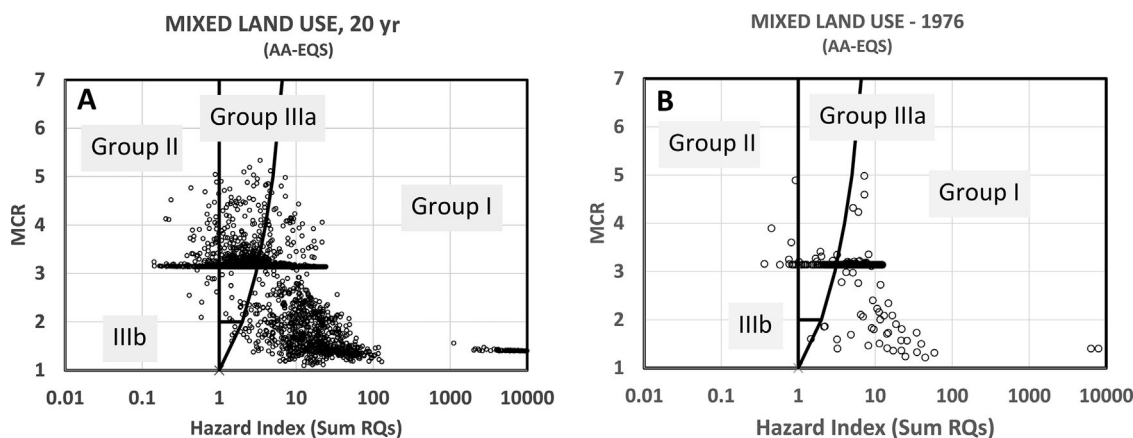 MIXED LAND USE, 20 yr
(AA-EQS)
A
7
6
5
4
3
2
1
MCR
Group II
Group IIIa
Group I
IIIb
0.01 0.1 1 10 100 1000 10000
Hazard Index (Sum RQs)
MIXED LAND USE - 1976
(AA-EQS)
B
7
6
5
4
3
2
1
MCR
Group II
Group IIIa
Group I
IIIb
0.01 0.1 1 10 100 1000 10000
Hazard Index (Sum RQs)